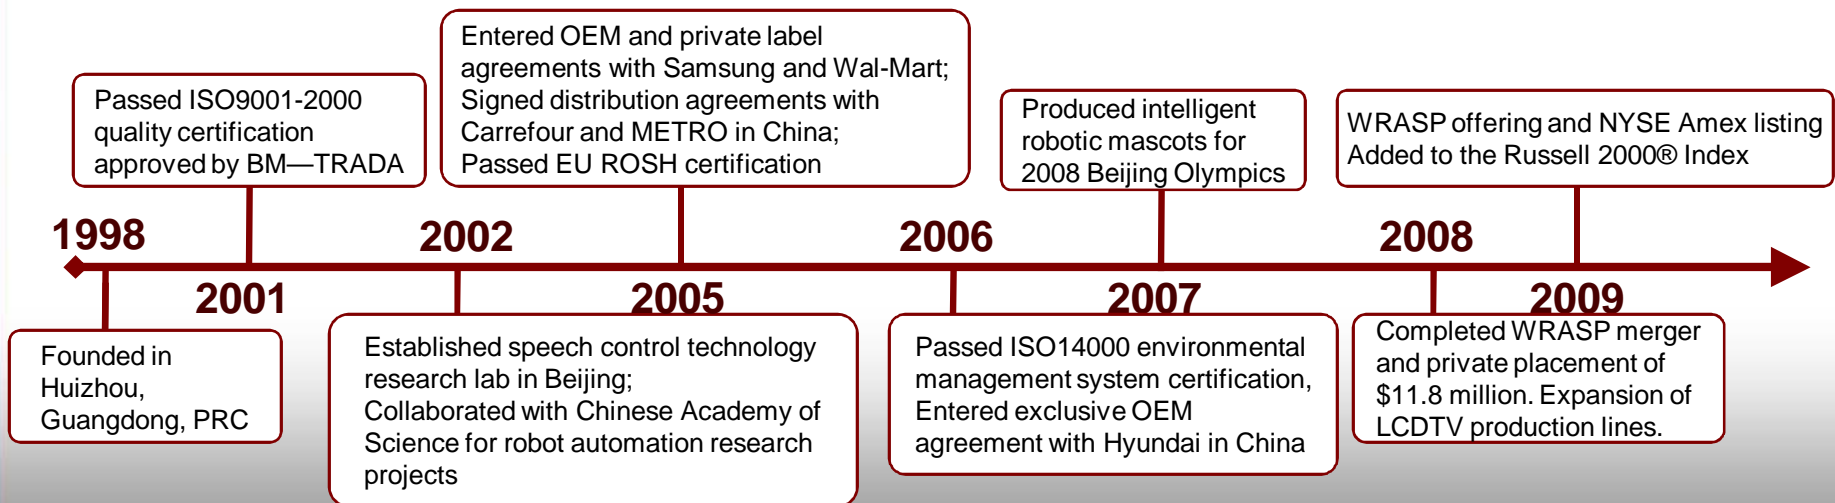 Entered OEM and private label
agreements with Samsung and Wal-Mart;
Signed distribution agreements with
Carrefour and METRO in China;
Passed EU ROSH certification
Passed ISO9001-2000
quality certification
approved by BM—TRADA
Produced intelligent
robotic mascots for
2008 Beijing Olympics
WRASP offering and NYSE Amex listing
Added to the Russell 2000® Index
1998
2002
2006
2008
2001
2005
2007
2009
Founded in
Huizhou,
Guangdong, PRC
Established speech control technology
research lab in Beijing;
Collaborated with Chinese Academy of
Science for robot automation research
projects
Passed ISO14000 environmental
management system certification,
Entered exclusive OEM
agreement with Hyundai in China
Completed WRASP merger
and private placement of
$11.8 million. Expansion of
LCDTV production lines.